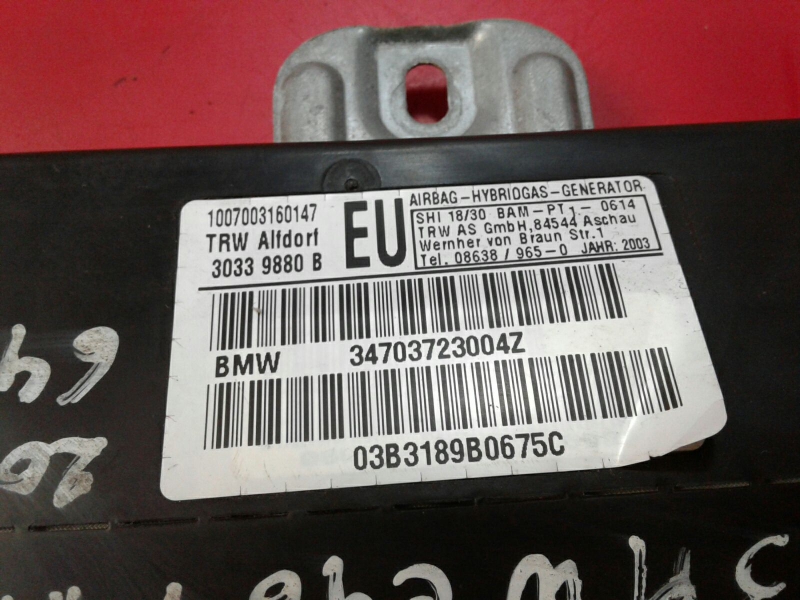 1007003160147
TRW Alfdorf
3033 9880 B
EU
AIRBAG-HYBRIDGAS-GENERATOR
SHI 18/30 BAM-PT₁- 0614
TRW AS GmbH,84544 Aschau
Wernher von Braun Str.1
Tel. 08638 / 965-0 JAHR: 2003
BMW 34703723004Z
03B3189B0675C